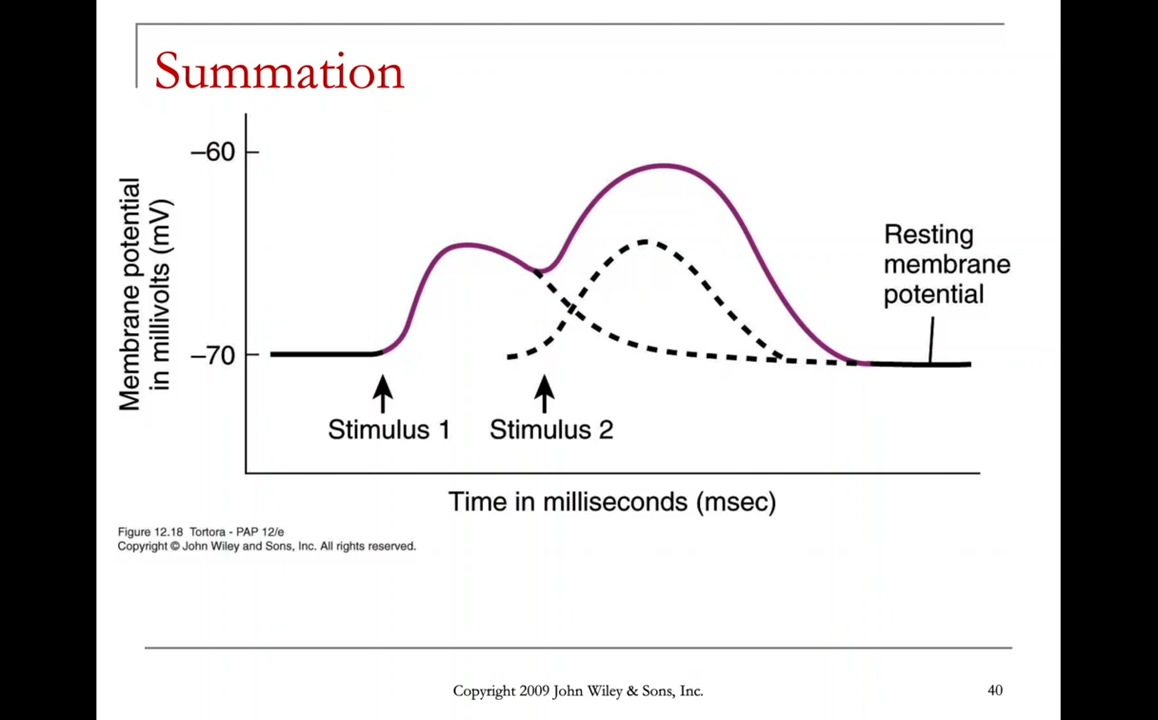 Summation
–60
Membrane potential
in millivolts (mV)
–70
Resting
membrane
potential
Stimulus 1
Stimulus 2
Time in milliseconds (msec)
Figure 12.18 Tortora - PAP 12/e
Copyright © John Wiley and Sons, Inc. All rights reserved.
Copyright 2009 John Wiley & Sons, Inc.
40